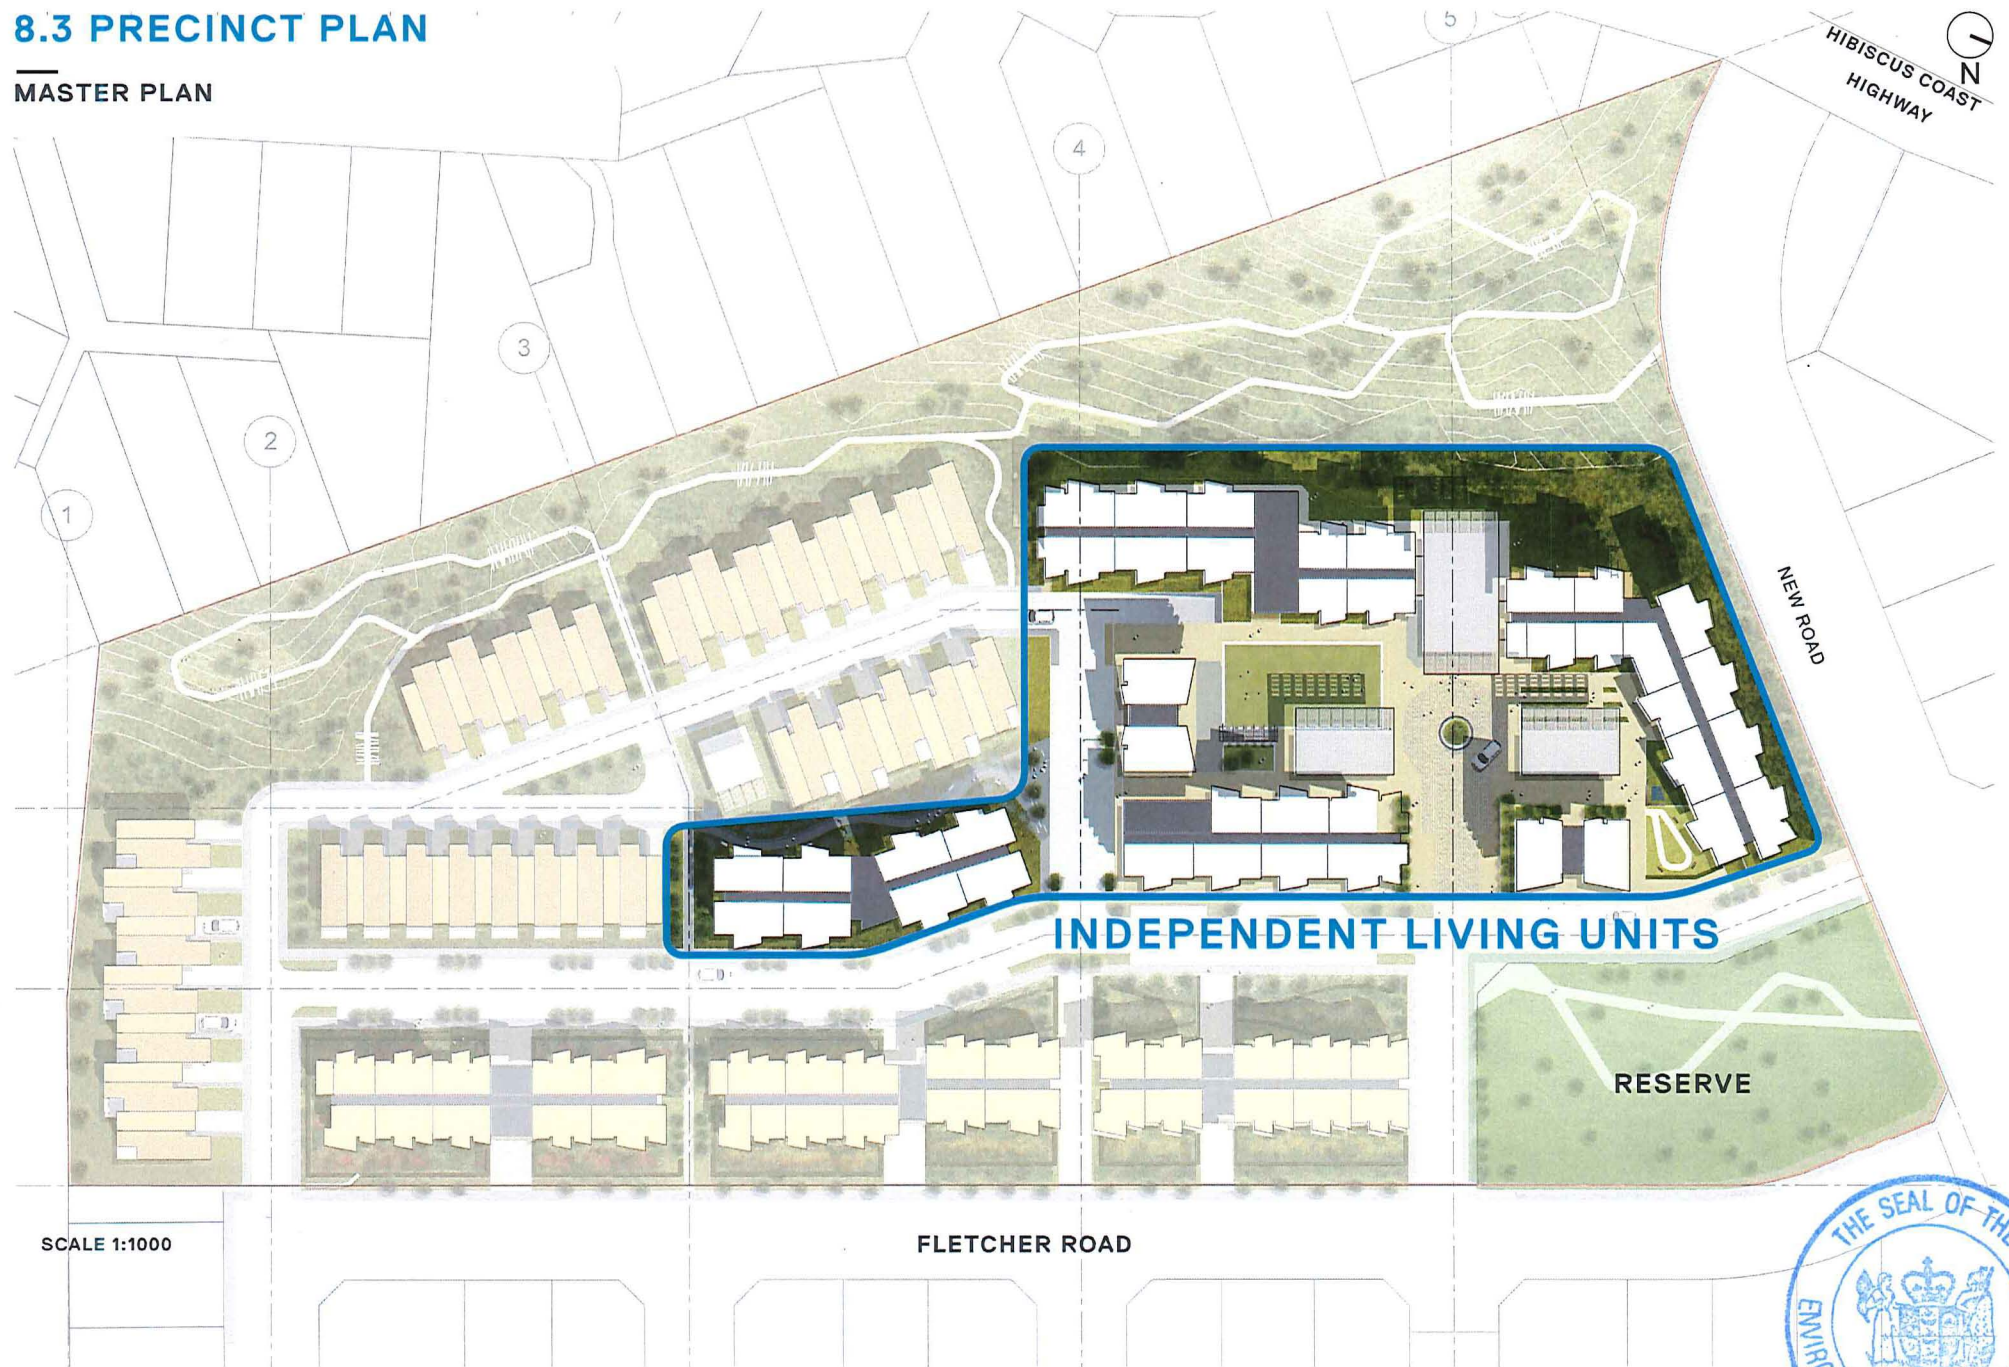 8.3 PRECINCT PLAN
MASTER PLAN
HIBISCUS COAST
HIGHWAY
N
5
4
3
2
1
NEW ROAD
INDEPENDENT LIVING UNITS
RESERVE
SCALE 1:1000
FLETCHER ROAD
THE SEAL OF THE